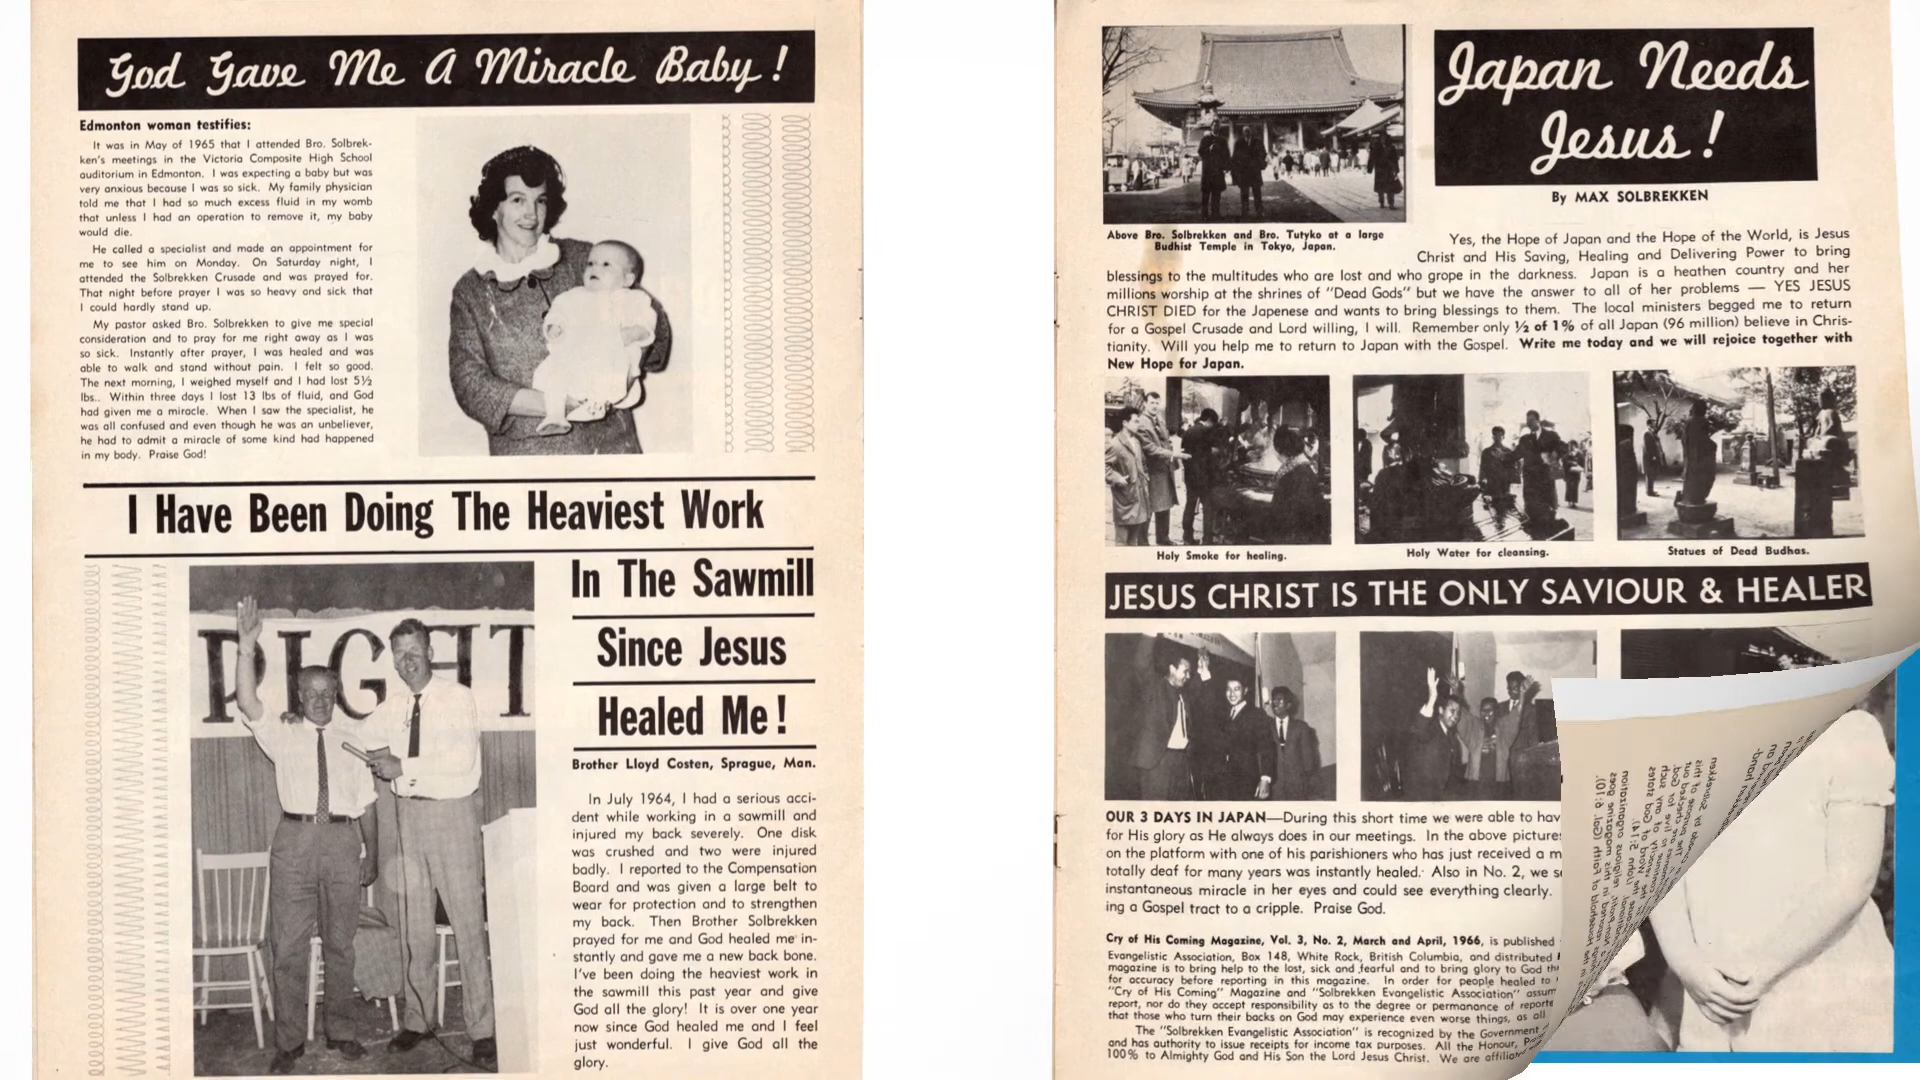 God Gave Me A Miracle Baby!
Edmonton woman testifies:
It was in May of 1965 that I attended Bro. Solbrek-
ken's meetings in the Victoria Composite High School
auditorium in Edmonton. I was expecting a baby but was
very anxious because I was so sick. My family physician
told me that I had so much excess fluid in my womb
that unless I had an operation to remove it, my baby
would die.
He called a specialist and made an appointment for
me to see him on Monday. On Saturday night, I
attended the Solbrekken Crusade and was prayed for.
That night before prayer I was so heavy and sick that
I could hardly stand up.
My pastor asked Bro. Solbrekken to give me special
consideration and to pray for me right away as I was
so sick. Instantly after prayer, I was healed and was
able to walk and stand without pain. I felt so good.
The next morning, I weighed myself and I had lost 5½
lbs.. Within three days I lost 13 lbs of fluid, and God
had given me a miracle. When I saw the specialist, he
was all confused and even though he was an unbeliever,
he had to admit a miracle of some kind had happened
in my body. Praise God!
I Have Been Doing The Heaviest Work
In The Sawmill
Since Jesus
Healed Me!
RIGHT
Brother Lloyd Costen, Sprague, Man.
In July 1964, I had a serious acci-
dent while working in a sawmill and
injured my back severely. One disk
was crushed and two were injured
badly. I reported to the Compensation
Board and was given a large belt to
wear for protection and to strengthen
my back. Then Brother Solbrekken
prayed for me and God healed me in-
stantly and gave me a new back bone.
I've been doing the heaviest work in
the sawmill this past year and give
God all the glory! It is over one year
now since God healed me and I feel
just wonderful. I give God all the
glory.
Japan Needs
Jesus!
By MAX SOLBREKKEN
Above Bro. Solbrekken and Bro. Tutyko at a large
Budhist Temple in Tokyo, Japan.
Yes, the Hope of Japan and the Hope of the World, is Jesus
Christ and His Saving, Healing and Delivering Power to bring
blessings to the multitudes who are lost and who grope in the darkness. Japan is a heathen country and her
millions worship at the shrines of "Dead Gods" but we have the answer to all of her problems — YES JESUS
CHRIST DIED for the Japenese and wants to bring blessings to them. The local ministers begged me to return
for a Gospel Crusade and Lord willing, I will. Remember only ½ of 1% of all Japan (96 million) believe in Chris-
tianity. Will you help me to return to Japan with the Gospel. Write me today and we will rejoice together with
New Hope for Japan.
Holy Smoke for healing.
Holy Water for cleansing.
Statues of Dead Budhas.
JESUS CHRIST IS THE ONLY SAVIOUR & HEALER
OUR 3 DAYS IN JAPAN—During this short time we were able to hav
for His glory as He always does in our meetings. In the above picture
on the platform with one of his parishioners who has just received a m
totally deaf for many years was instantly healed. Also in No. 2, we s
instantaneous miracle in her eyes and could see everything clearly.
ing a Gospel tract to a cripple. Praise God.
Cry of His Coming Magazine, Vol. 3, No. 2, March and April, 1966, is published
Evangelistic Association, Box 148, White Rock, British Columbia, and distributed
magazine is to bring help to the lost, sick and fearful and to bring glory to God th
for accuracy before reporting in this magazine. In order for people healed to
"Cry of His Coming" Magazine and "Solbrekken Evangelistic Association" assum
report, nor do they accept responsibility as to the degree or permanance of reporte
that those who turn their backs on God may experience even worse things, as all
The "Solbrekken Evangelistic Association" is recognized by the Government
and has authority to issue receipts for income tax purposes. All the Honour, P
100% to Almighty God and His Son the Lord Jesus Christ. We are affiliat